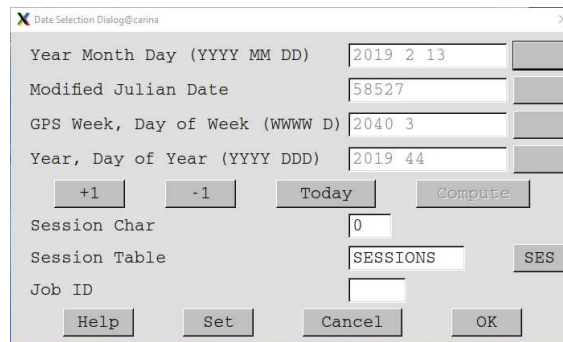 Date Selection Dialog@carina
Year Month Day (YYYY MM DD) 2019 2 13
Modified Julian Date 58527
GPS Week, Day of Week (WWWW D) 2040 3
Year, Day of Year (YYYY DDD) 2019 44
+1 -1 Today Compute
Session Char 0
Session Table SESSIONS SES
Job ID
Help Set Cancel OK